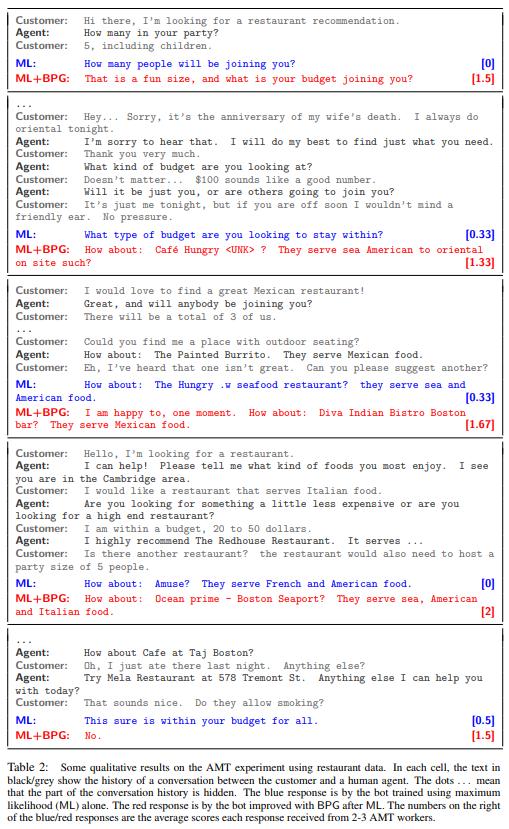 Customer: Hi there, I'm looking for a restaurant recommendation.
Agent: How many in your party?
Customer: 5, including children.
ML: How many people will be joining you? [0]
ML+BPG: That is a fun size, and what is your budget joining you? [1.5]
...
Customer: Hey... Sorry, it's the anniversary of my wife's death. I always do
oriental tonight.
Agent: I'm sorry to hear that. I will do my best to find just what you need.
Customer: Thank you very much.
Agent: What kind of budget are you looking at?
Customer: Doesn't matter... $100 sounds like a good number.
Agent: Will it be just you, or are others going to join you?
Customer: It's just me tonight, but if you are off soon I wouldn't mind a
friendly ear. No pressure.
ML: What type of budget are you looking to stay within? [0.33]
ML+BPG: How about: Café Hungry <UNK> ? They serve sea American to oriental
on site such? [1.33]
Customer: I would love to find a great Mexican restaurant!
Agent: Great, and will anybody be joining you?
Customer: There will be a total of 3 of us.
...
Customer: Could you find me a place with outdoor seating?
Agent: How about: The Painted Burrito. They serve Mexican food.
Customer: Eh, I've heard that one isn't great. Can you please suggest another?
ML: How about: The Hungry .w seafood restaurant? they serve sea and
American food. [0.33]
ML+BPG: I am happy to, one moment. How about: Diva Indian Bistro Boston
bar? They serve Mexican food. [1.67]
Customer: Hello, I'm looking for a restaurant.
Agent: I can help! Please tell me what kind of foods you most enjoy. I see
you are in the Cambridge area.
Customer: I would like a restaurant that serves Italian food.
Agent: Are you looking for something a little less expensive or are you
looking for a high end restaurant?
Customer: I am within a budget, 20 to 50 dollars.
Agent: I highly recommend The Redhouse Restaurant. It serves ...
Customer: Is there another restaurant? the restaurant would also need to host a
party size of 5 people.
ML: How about: Amuse? They serve French and American food. [0]
ML+BPG: How about: Ocean prime - Boston Seaport? They serve sea, American
and Italian food. [2]
...
Agent: How about Cafe at Taj Boston?
Customer: Oh, I just ate there last night. Anything else?
Agent: Try Mela Restaurant at 578 Tremont St. Anything else I can help you
with today?
Customer: That sounds nice. Do they allow smoking?
ML: This sure is within your budget for all. [0.5]
ML+BPG: No. [1.5]
Table 2: Some qualitative results on the AMT experiment using restaurant data. In each cell, the text in
black/grey show the history of a conversation between the customer and a human agent. The dots ... mean
that the part of the conversation history is hidden. The blue response is by the bot trained using maximum
likelihood (ML) alone. The red response is by the bot improved with BPG after ML. The numbers on the right
of the blue/red responses are the average scores each response received from 2-3 AMT workers.